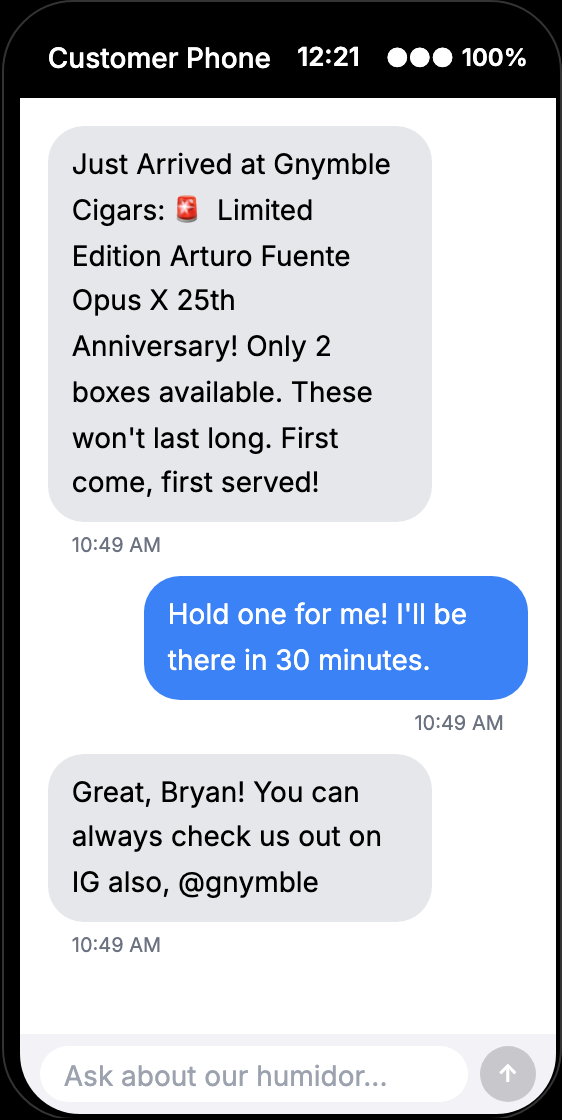 Customer Phone 12:21 100%
Just Arrived at Gnymble
Cigars: 🚨 Limited
Edition Arturo Fuente
Opus X 25th
Anniversary! Only 2
boxes available. These
won't last long. First
come, first served!
10:49 AM
Hold one for me! I'll be
there in 30 minutes.
10:49 AM
Great, Bryan! You can
always check us out on
IG also, @gnymble
10:49 AM
Ask about our humidor...